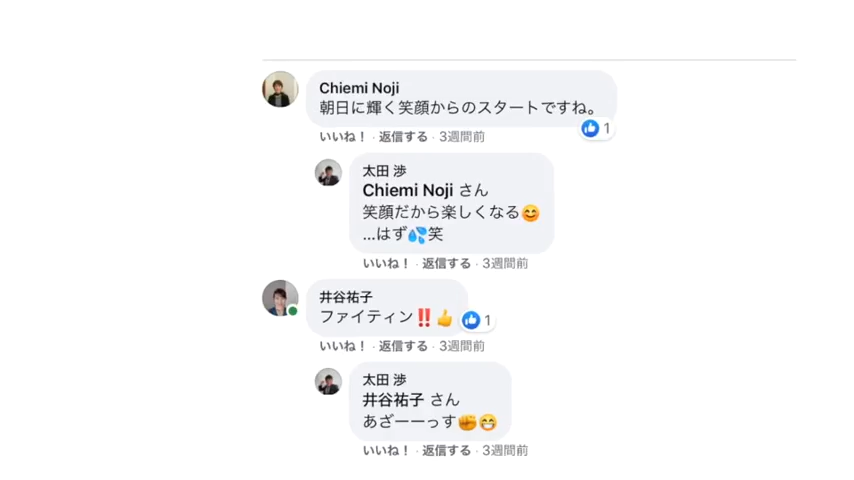 Chiemi Noji
朝日に輝く笑顔からのスタートですね。
いいね！ · 返信する · 3週間前
1
太田 渉
Chiemi Noji さん
笑顔だから楽しくなる😊
...はず💦笑
いいね！ · 返信する · 3週間前
井谷祐子
ファイティン‼️👍
1
いいね！ · 返信する · 3週間前
太田 渉
井谷祐子 さん
あざーーっす✊😁
いいね！ · 返信する · 3週間前